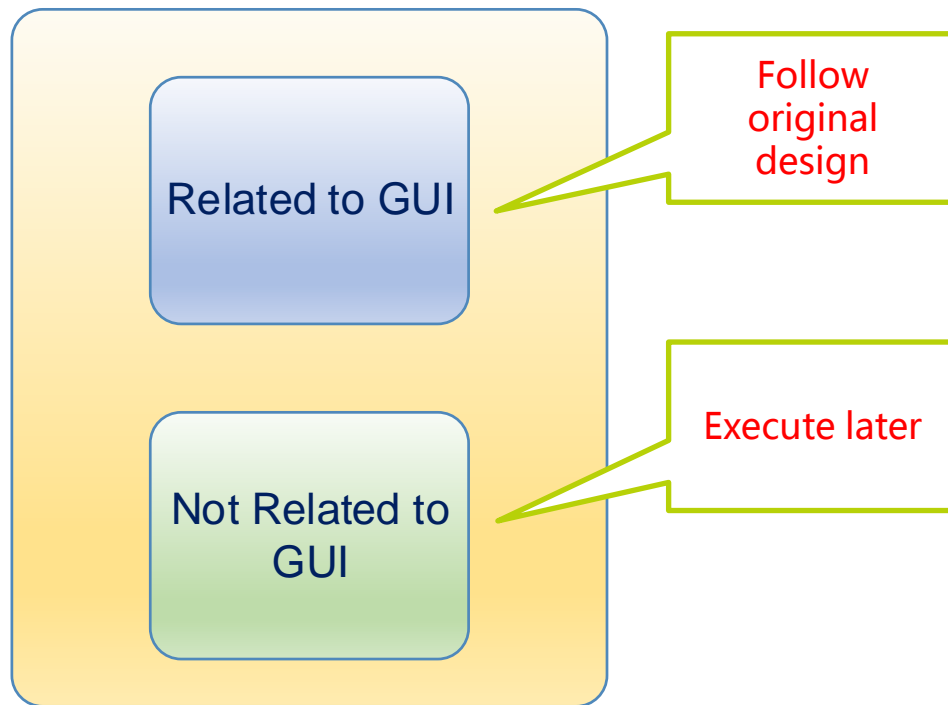 Related to GUI
Follow
original
design
Not Related to
GUI
Execute later